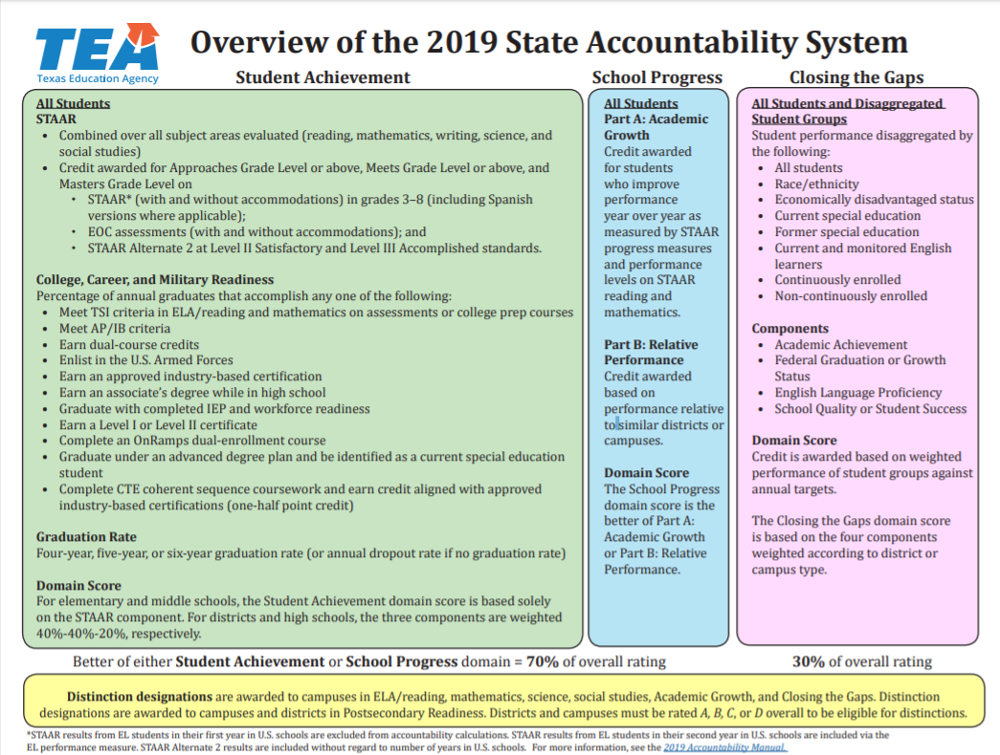 TEA
Texas Education Agency
Overview of the 2019 State Accountability System
Student Achievement
All Students
STAAR
• Combined over all subject areas evaluated (reading, mathematics, writing, science, and
social studies)
• Credit awarded for Approaches Grade Level or above, Meets Grade Level or above, and
Masters Grade Level on
• STAAR* (with and without accommodations) in grades 3–8 (including Spanish
versions where applicable);
• EOC assessments (with and without accommodations); and
• STAAR Alternate 2 at Level II Satisfactory and Level III Accomplished standards.
College, Career, and Military Readiness
Percentage of annual graduates that accomplish any one of the following:
• Meet TSI criteria in ELA/reading and mathematics on assessments or college prep courses
• Meet AP/IB criteria
• Earn dual-course credits
• Enlist in the U.S. Armed Forces
• Earn an approved industry-based certification
• Earn an associate's degree while in high school
• Graduate with completed IEP and workforce readiness
• Earn a Level I or Level II certificate
• Complete an OnRamps dual-enrollment course
• Graduate under an advanced degree plan and be identified as a current special education
student
• Complete CTE coherent sequence coursework and earn credit aligned with approved
industry-based certifications (one-half point credit)
Graduation Rate
Four-year, five-year, or six-year graduation rate (or annual dropout rate if no graduation rate)
Domain Score
For elementary and middle schools, the Student Achievement domain score is based solely
on the STAAR component. For districts and high schools, the three components are weighted
40%-40%-20%, respectively.
School Progress
All Students
Part A: Academic
Growth
Credit awarded
for students
who improve
performance
year over year as
measured by STAAR
progress measures
and performance
levels on STAAR
reading and
mathematics.
Part B: Relative
Performance
Credit awarded
based on
performance relative
to similar districts or
campuses.
Domain Score
The School Progress
domain score is the
better of Part A:
Academic Growth
or Part B: Relative
Performance.
Closing the Gaps
All Students and Disaggregated
Student Groups
Student performance disaggregated by
the following:
• All students
• Race/ethnicity
• Economically disadvantaged status
• Current special education
• Former special education
• Current and monitored English
learners
• Continuously enrolled
• Non-continuously enrolled
Components
• Academic Achievement
• Federal Graduation or Growth
Status
• English Language Proficiency
• School Quality or Student Success
Domain Score
Credit is awarded based on weighted
performance of student groups against
annual targets.
The Closing the Gaps domain score
is based on the four components
weighted according to district or
campus type.
Better of either Student Achievement or School Progress domain = 70% of overall rating
30% of overall rating
Distinction designations are awarded to campuses in ELA/reading, mathematics, science, social studies, Academic Growth, and Closing the Gaps. Distinction
designations are awarded to campuses and districts in Postsecondary Readiness. Districts and campuses must be rated A, B, C, or D overall to be eligible for distinctions.
*STAAR results from EL students in their first year in U.S. schools are excluded from accountability calculations. STAAR results from EL students in their second year in U.S. schools are included via the
EL performance measure. STAAR Alternate 2 results are included without regard to number of years in U.S. schools. For more information, see the 2019 Accountability Manual.